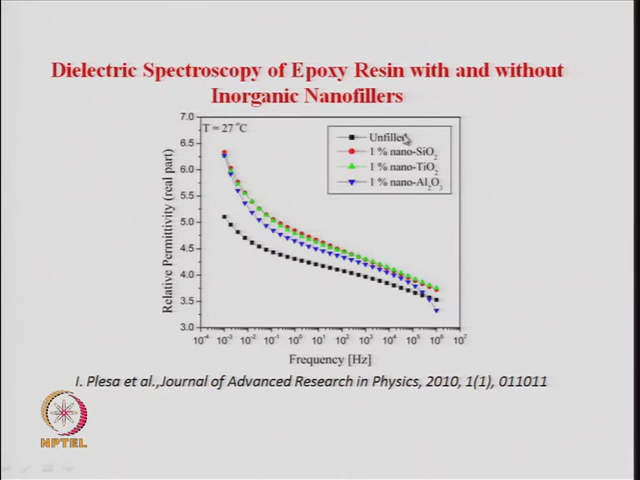 Dielectric Spectroscopy of Epoxy Resin with and without
Inorganic Nanofillers
T = 27 °C
Unfilled
1 % nano-SiO₂
1 % nano-TiO₂
1 % nano-Al₂O₃
Relative Permittivity (real part)
7.0
6.5
6.0
5.5
5.0
4.5
4.0
3.5
3.0
10⁻⁴ 10⁻³ 10⁻² 10⁻¹ 10⁰ 10¹ 10² 10³ 10⁴ 10⁵ 10⁶ 10⁷
Frequency [Hz]
I. Plesa et al.,Journal of Advanced Research in Physics, 2010, 1(1), 011011
NPTEL